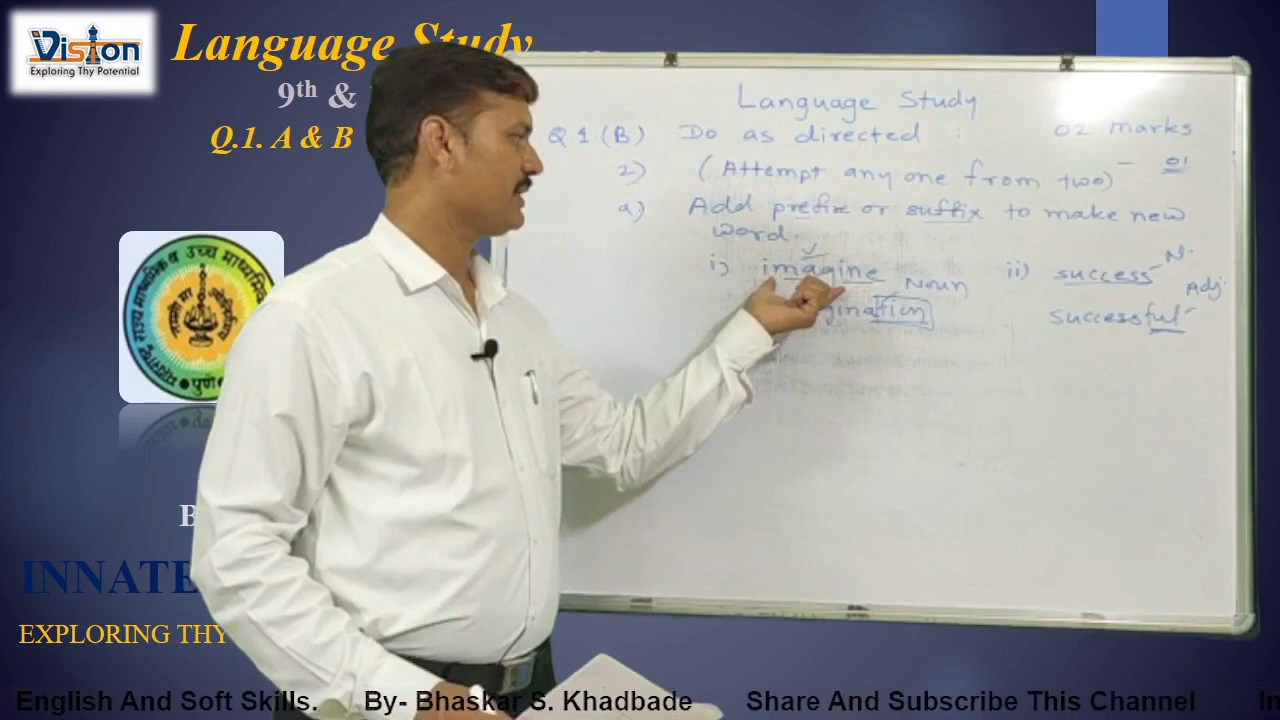 Vision
Exploring Thy Potential
Language Study
9th &
Q.1. A & B
Language Study
Q 1 (B) Do as directed : 02 marks
2) (Attempt any one from two) - 01
a) Add prefix or suffix to make new
word.
i) imagine Noun ii) success N.
Adj.
gination successful
पुणे
B
INNATE
EXPLORING THY
English And Soft Skills. By- Bhaskar S. Khadbade Share And Subscribe This Channel In